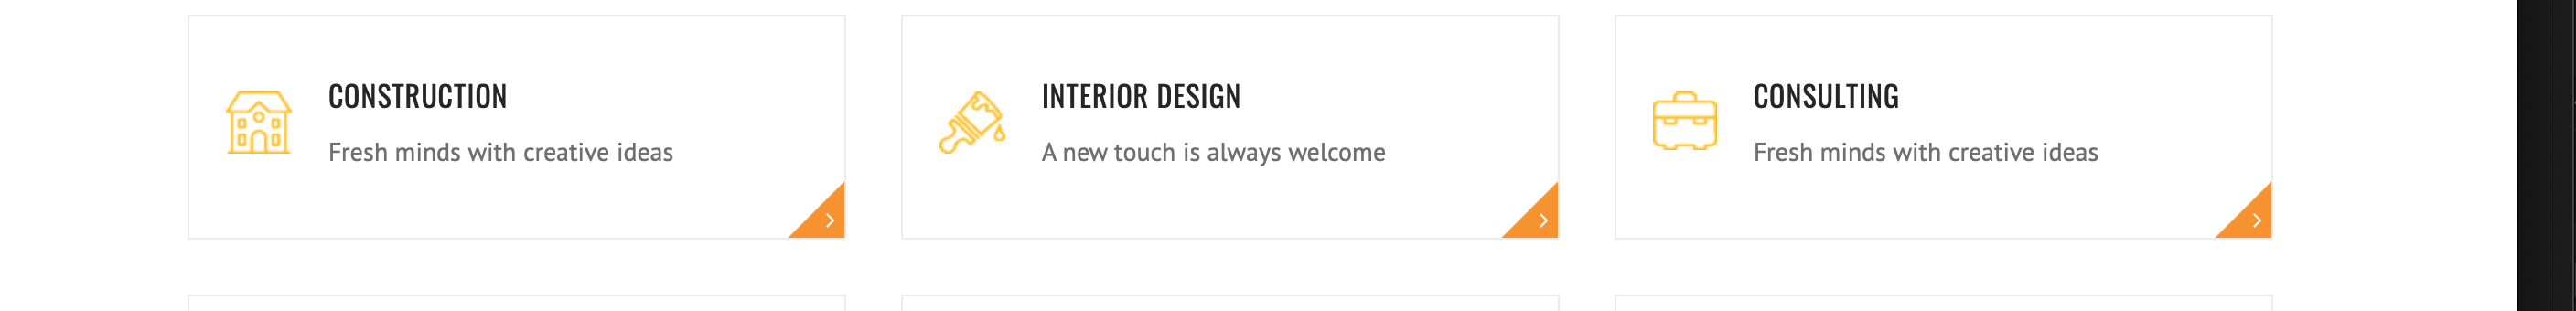 CONSTRUCTION
Fresh minds with creative ideas
INTERIOR DESIGN
A new touch is always welcome
CONSULTING
Fresh minds with creative ideas